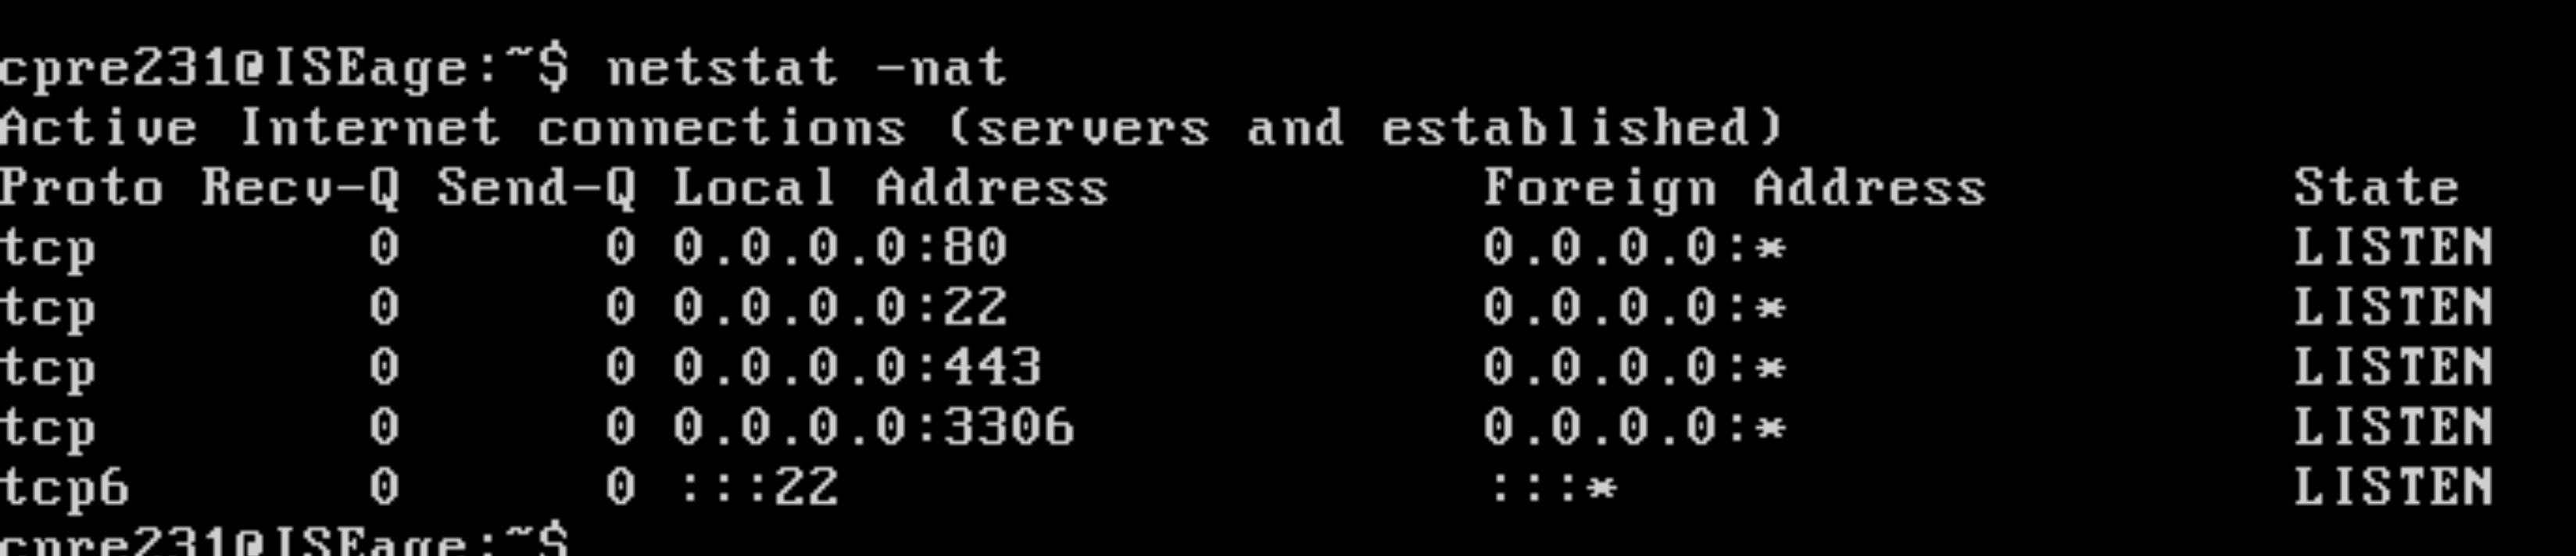 cpre231@ISEage:~$ netstat -nat
Active Internet connections (servers and established)
Proto Recv-Q Send-Q Local Address           Foreign Address         State
tcp        0      0 0.0.0.0:80              0.0.0.0:*               LISTEN
tcp        0      0 0.0.0.0:22              0.0.0.0:*               LISTEN
tcp        0      0 0.0.0.0:443             0.0.0.0:*               LISTEN
tcp        0      0 0.0.0.0:3306            0.0.0.0:*               LISTEN
tcp6       0      0 :::22                   :::*                    LISTEN
cpre231@ISEage:~$